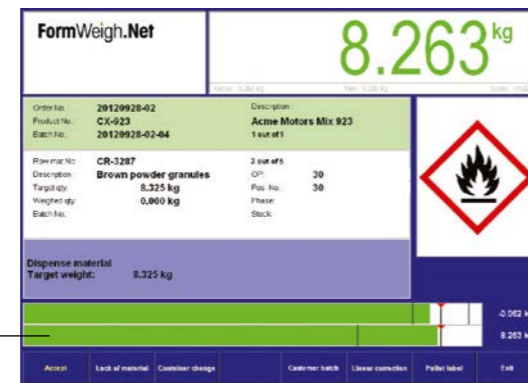 FormWeigh.Net
8.263 kg
Order No. 20120928-02 Description
Product No.: CX-923 Acme Motors Mix 923
Batch No.: 20120928-02-04 1 out of 1
Raw mat.No: CR-3287 2 out of 5
Description: Brown powder granules OP: 30
Target qty: 8.325 kg Pos. No.: 30
Weighed qty: 0.000 kg Phase:
Batch No.: Stock:
Dispense material
Target weight: 8.325 kg
-0.062 k
8.263 k
Accept Lack of material Container change Customer batch Linear correction Pallet label Exit